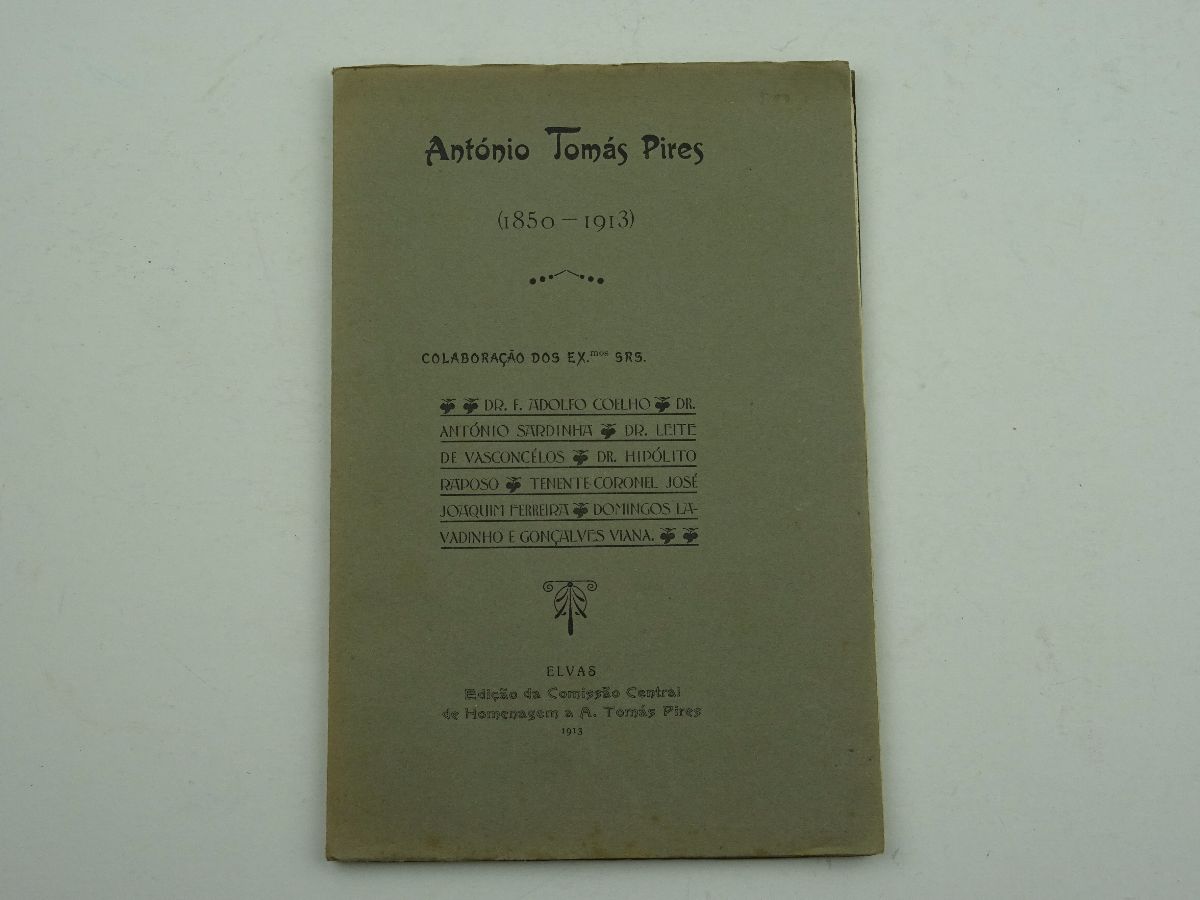 António Tomás Pires
(1850 — 1913)
COLABORAÇÃO DOS EX.mos SRS.
DR. F. ADOLFO COELHO DR.
ANTÓNIO SARDINHA DR. LEITE
DE VASCONCÉLOS DR. HIPÓLITO
RAPOSO TENENTE-CORONEL JOSÉ
JOAQUIM FERREIRA DOMINGOS LA-
VADINHO E GONÇALVES VIANA.
ELVAS
Edição da Comissão Central
de Homenagem a A. Tomás Pires
1913